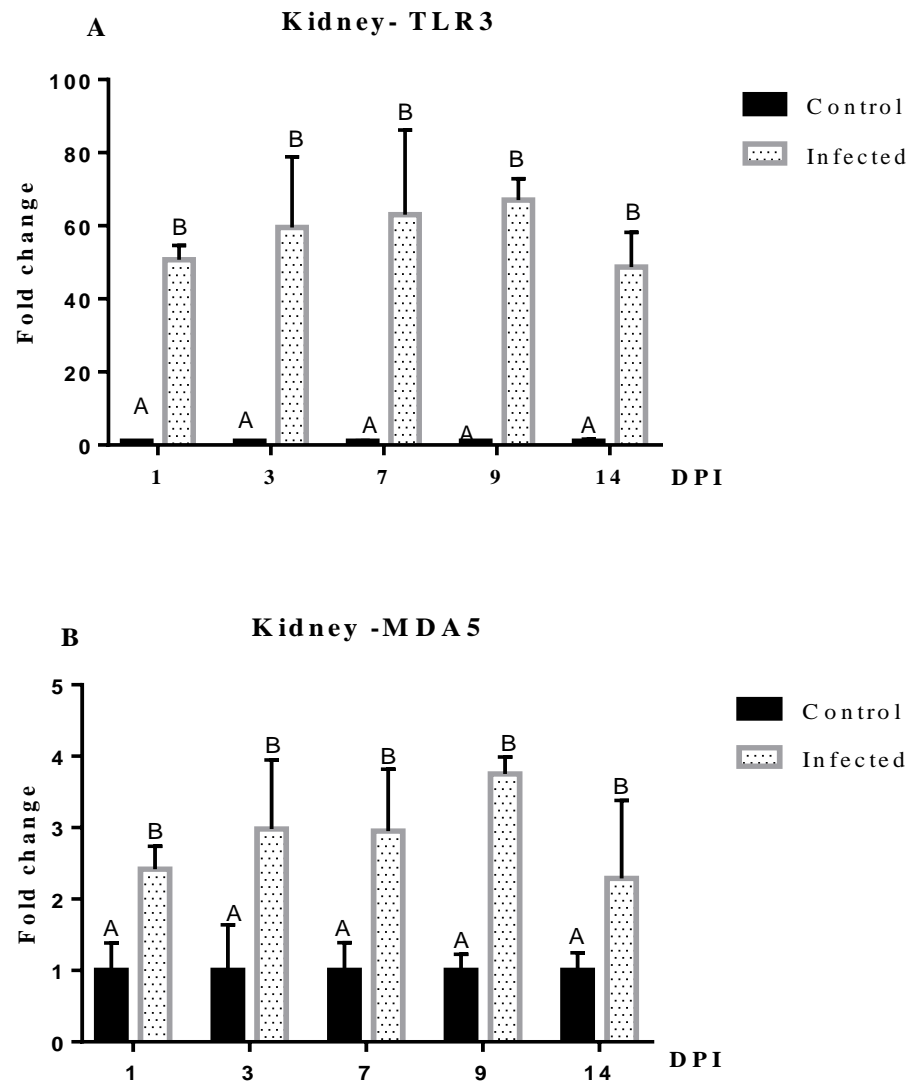 A
Kidney- TLR3
Fold change
100
80
60
40
20
0
B B B B B
A A A A A
1 3 7 9 14 DPI
Control
Infected
B
Kidney -MDA5
Fold change
5
4
3
2
1
0
B B B B B
A A A A A
1 3 7 9 14 DPI
Control
Infected